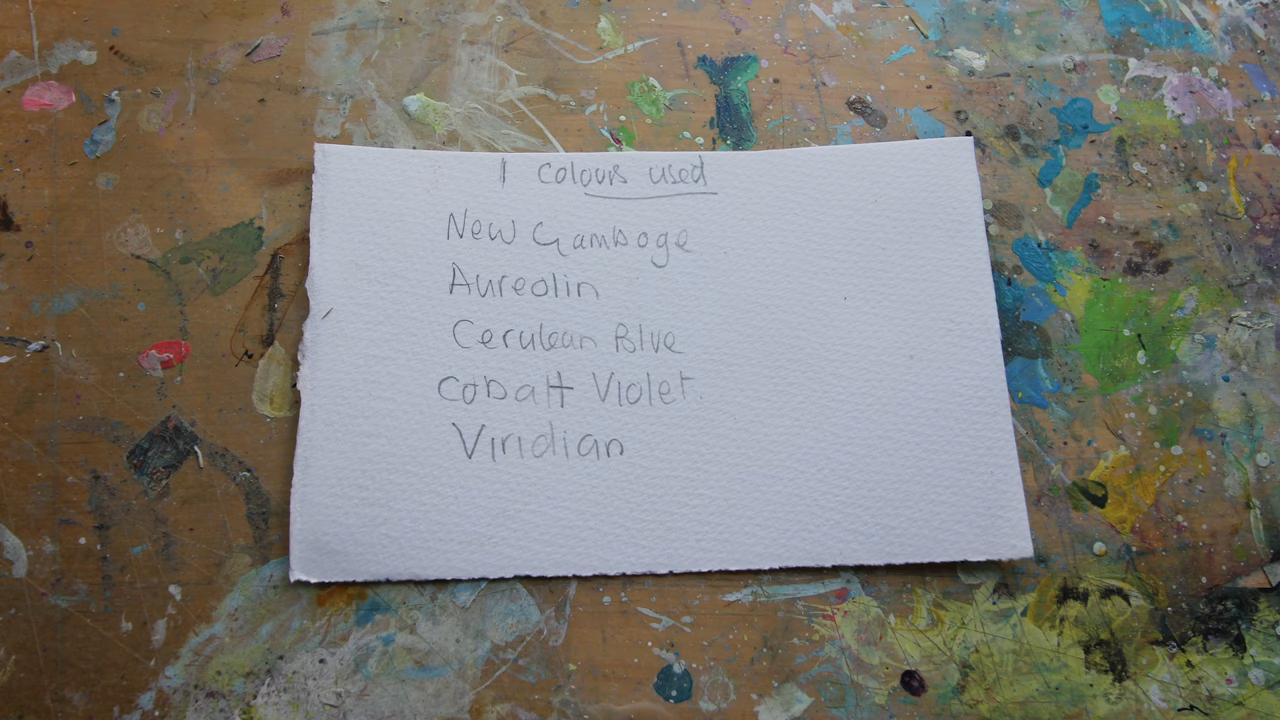 1 colours used
New Gamboge
Aureolin
Cerulean Blue
Cobalt Violet.
Viridian